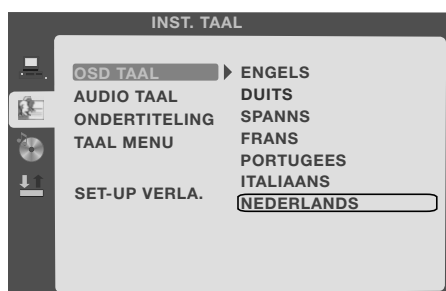 INST. TAAL
OSD TAAL
AUDIO TAAL
ONDERTITELING
TAAL MENU
SET-UP VERLA.
ENGELS
DUITS
SPANNS
FRANS
PORTUGEES
ITALIAANS
NEDERLANDS